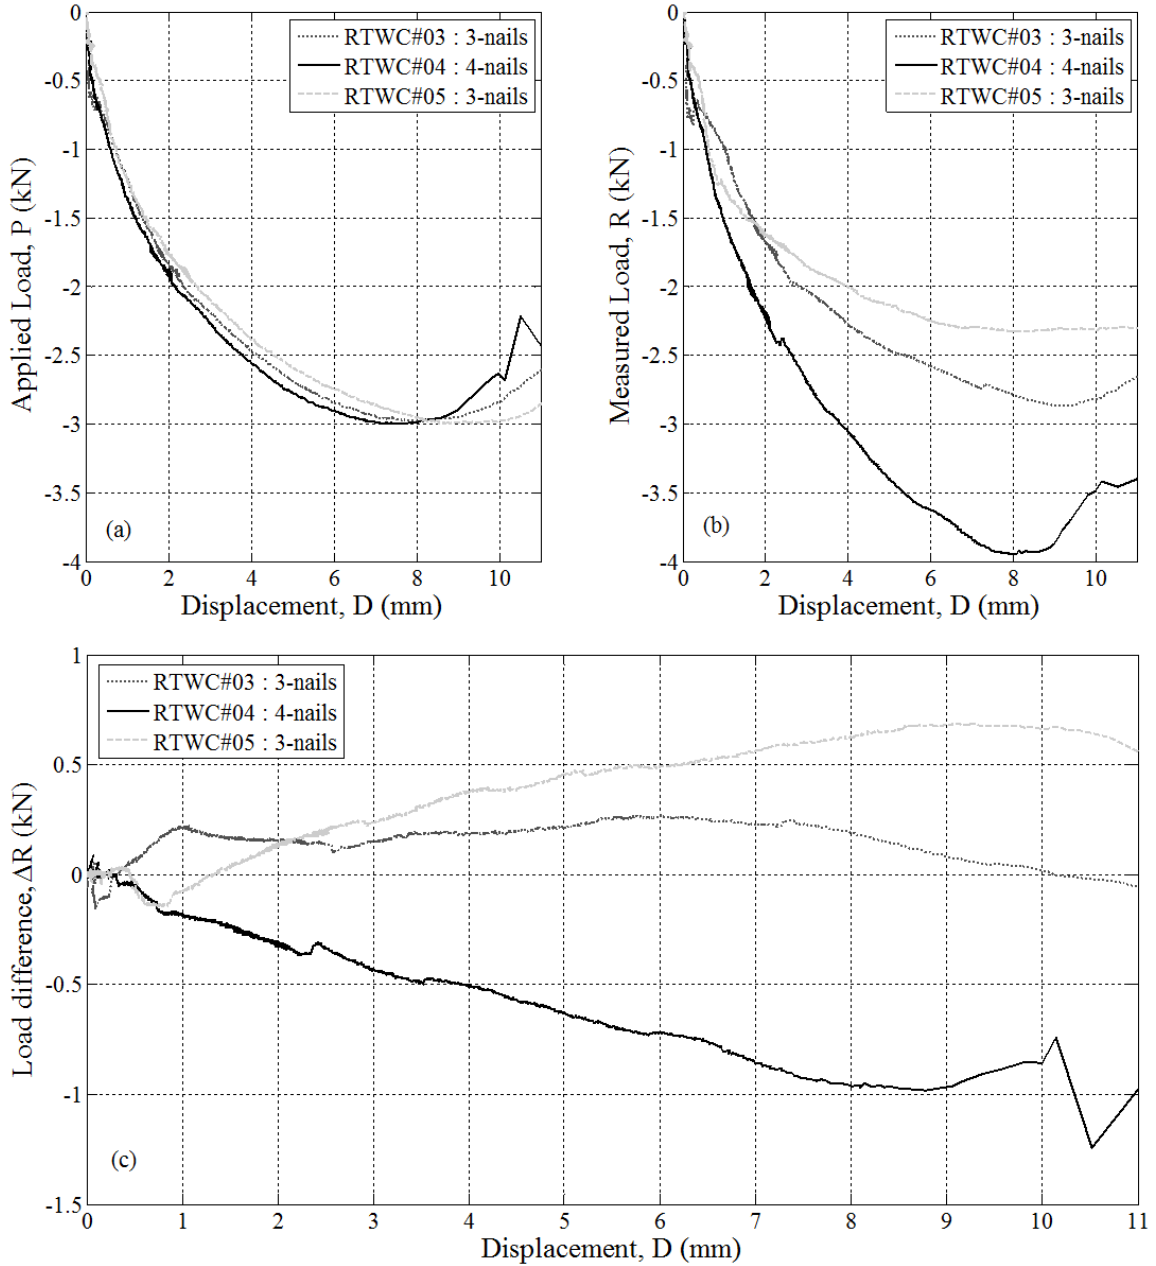 0
-0.5
-1
-1.5
-2
-2.5
-3
-3.5
-4
Applied Load, P (kN)
RTWC#03 : 3-nails
RTWC#04 : 4-nails
RTWC#05 : 3-nails
(a)
0 2 4 6 8 10
Displacement, D (mm)
0
-0.5
-1
-1.5
-2
-2.5
-3
-3.5
-4
Measured Load, R (kN)
RTWC#03 : 3-nails
RTWC#04 : 4-nails
RTWC#05 : 3-nails
(b)
0 2 4 6 8 10
Displacement, D (mm)
1
0.5
0
-0.5
-1
-1.5
Load difference, ΔR (kN)
RTWC#03 : 3-nails
RTWC#04 : 4-nails
RTWC#05 : 3-nails
(c)
0 1 2 3 4 5 6 7 8 9 10 11
Displacement, D (mm)